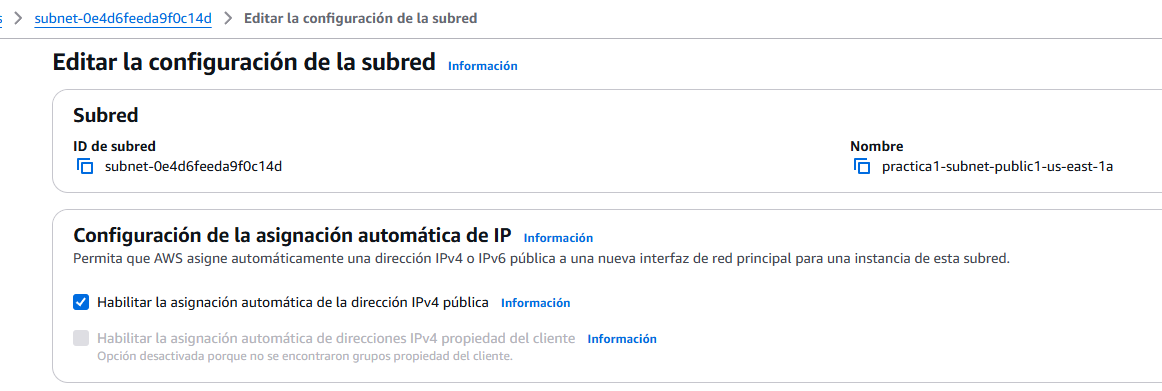 s > subnet-0e4d6feeda9f0c14d > Editar la configuración de la subred
Editar la configuración de la subred Información
Subred
ID de subred
subnet-0e4d6feeda9f0c14d
Nombre
practica1-subnet-public1-us-east-1a
Configuración de la asignación automática de IP Información
Permita que AWS asigne automáticamente una dirección IPv4 o IPv6 pública a una nueva interfaz de red principal para una instancia de esta subred.
Habilitar la asignación automática de la dirección IPv4 pública Información
Habilitar la asignación automática de direcciones IPv4 propiedad del cliente Información
Opción desactivada porque no se encontraron grupos propiedad del cliente.